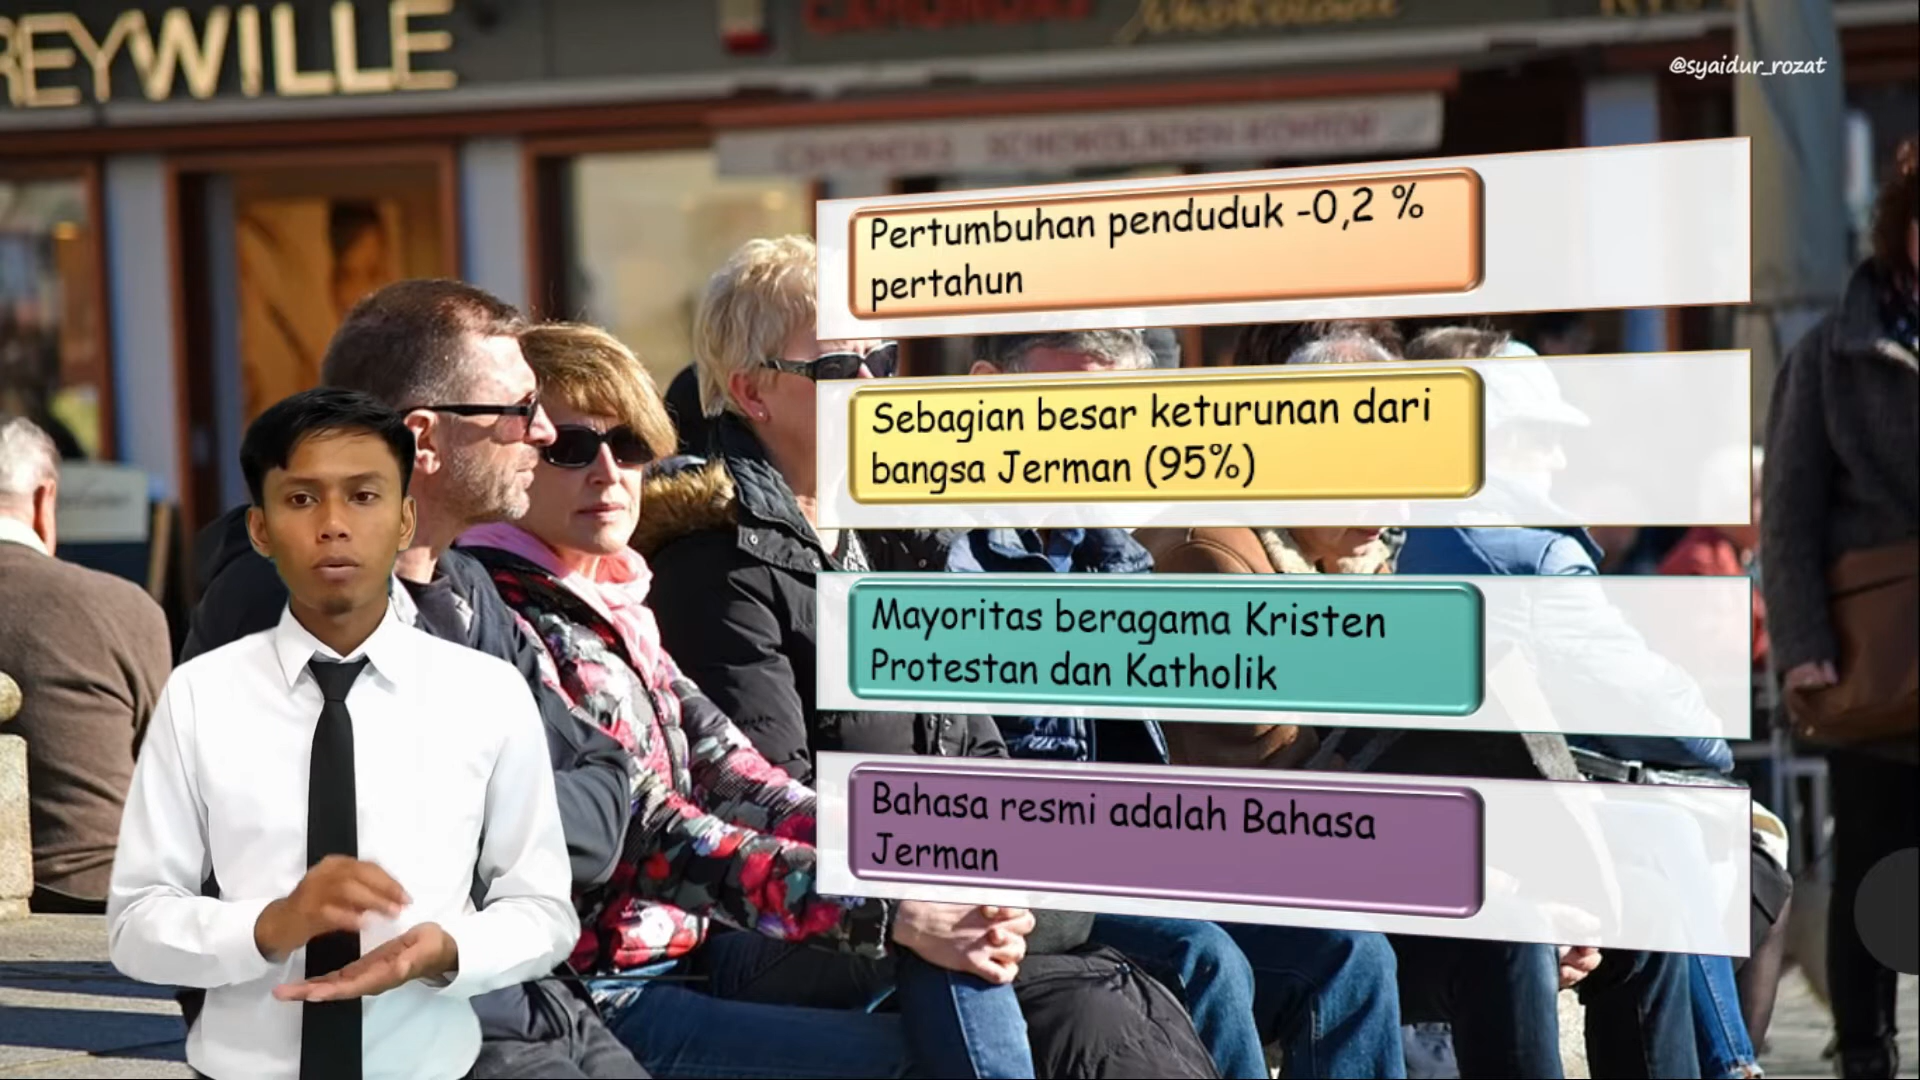 REYWILLE
@syaidur_rozat
Pertumbuhan penduduk -0,2 %
pertahun
Sebagian besar keturunan dari
bangsa Jerman (95%)
Mayoritas beragama Kristen
Protestan dan Katholik
Bahasa resmi adalah Bahasa
Jerman